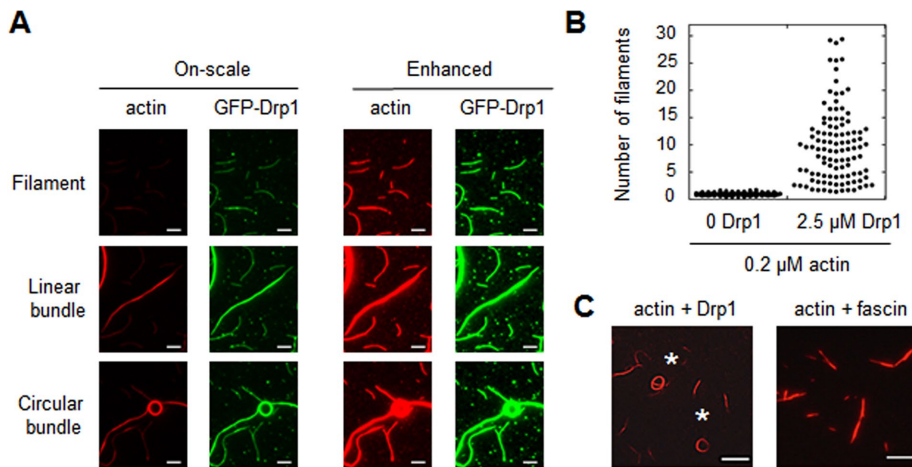 A
On-scale
Enhanced
actin
GFP-Drp1
actin
GFP-Drp1
Filament
Linear
bundle
Circular
bundle
B
Number of filaments
30
25
20
15
10
5
0
0 Drp1
2.5 µM Drp1
0.2 µM actin
C
actin + Drp1
actin + fascin
*
*